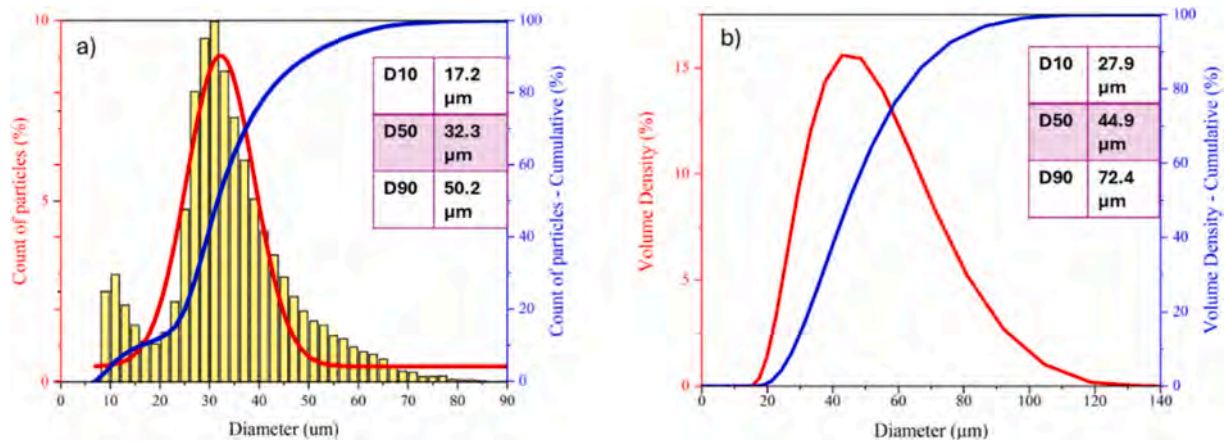 a)
Count of particles (%)
10
5
0
100
80
60
40
20
0
Count of particles - Cumulative (%)
D10 17.2 µm
D50 32.3 µm
D90 50.2 µm
0 10 20 30 40 50 60 70 80 90
Diameter (um)
b)
Volume Density (%)
15
10
5
0
100
80
60
40
20
0
Volume Density - Cumulative (%)
D10 27.9 µm
D50 44.9 µm
D90 72.4 µm
0 20 40 60 80 100 120 140
Diameter (µm)